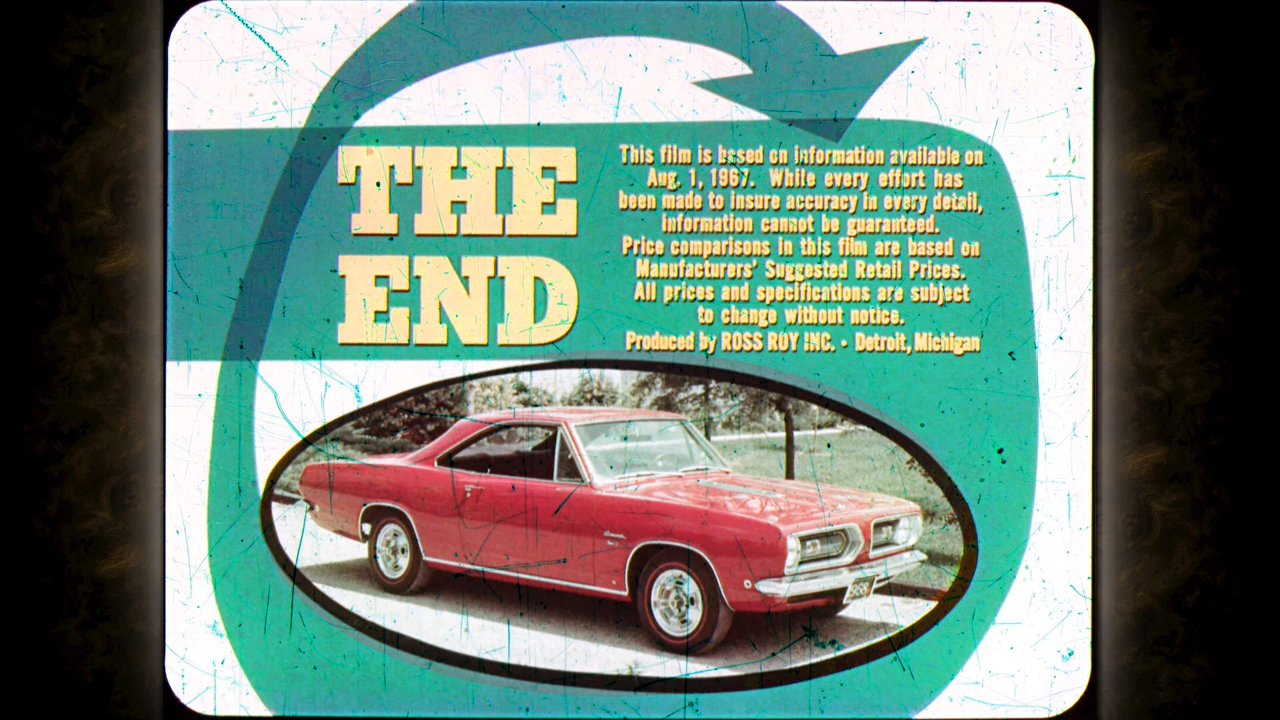 THE
END
This film is based on information available on
Aug. 1, 1967. While every effort has
been made to insure accuracy in every detail,
information cannot be guaranteed.
Price comparisons in this film are based on
Manufacturers' Suggested Retail Prices.
All prices and specifications are subject
to change without notice.
Produced by ROSS ROY INC. • Detroit, Michigan